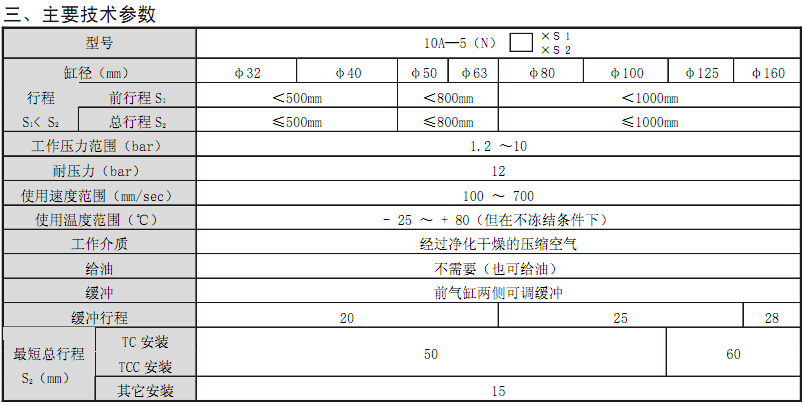 三、主要技术参数
型号 10A—5（N）□ ×S1
×S2
缸径（mm） φ32 φ40 φ50 φ63 φ80 φ100 φ125 φ160
行程 前行程S₁ ＜500mm ＜800mm ＜1000mm
S₁< S₂ 总行程S₂ ≤500mm ≤800mm ≤1000mm
工作压力范围（bar） 1.2 ～10
耐压力（bar） 12
使用速度范围（mm/sec） 100 ～ 700
使用温度范围（℃） － 25 ～ ＋ 80（但在不冻结条件下）
工作介质 经过净化干燥的压缩空气
给油 不需要（也可给油）
缓冲 前气缸两侧可调缓冲
缓冲行程 20 25 28
最短总行程 TC 安装 50 60
S₂（mm） TCC 安装
其它安装 15